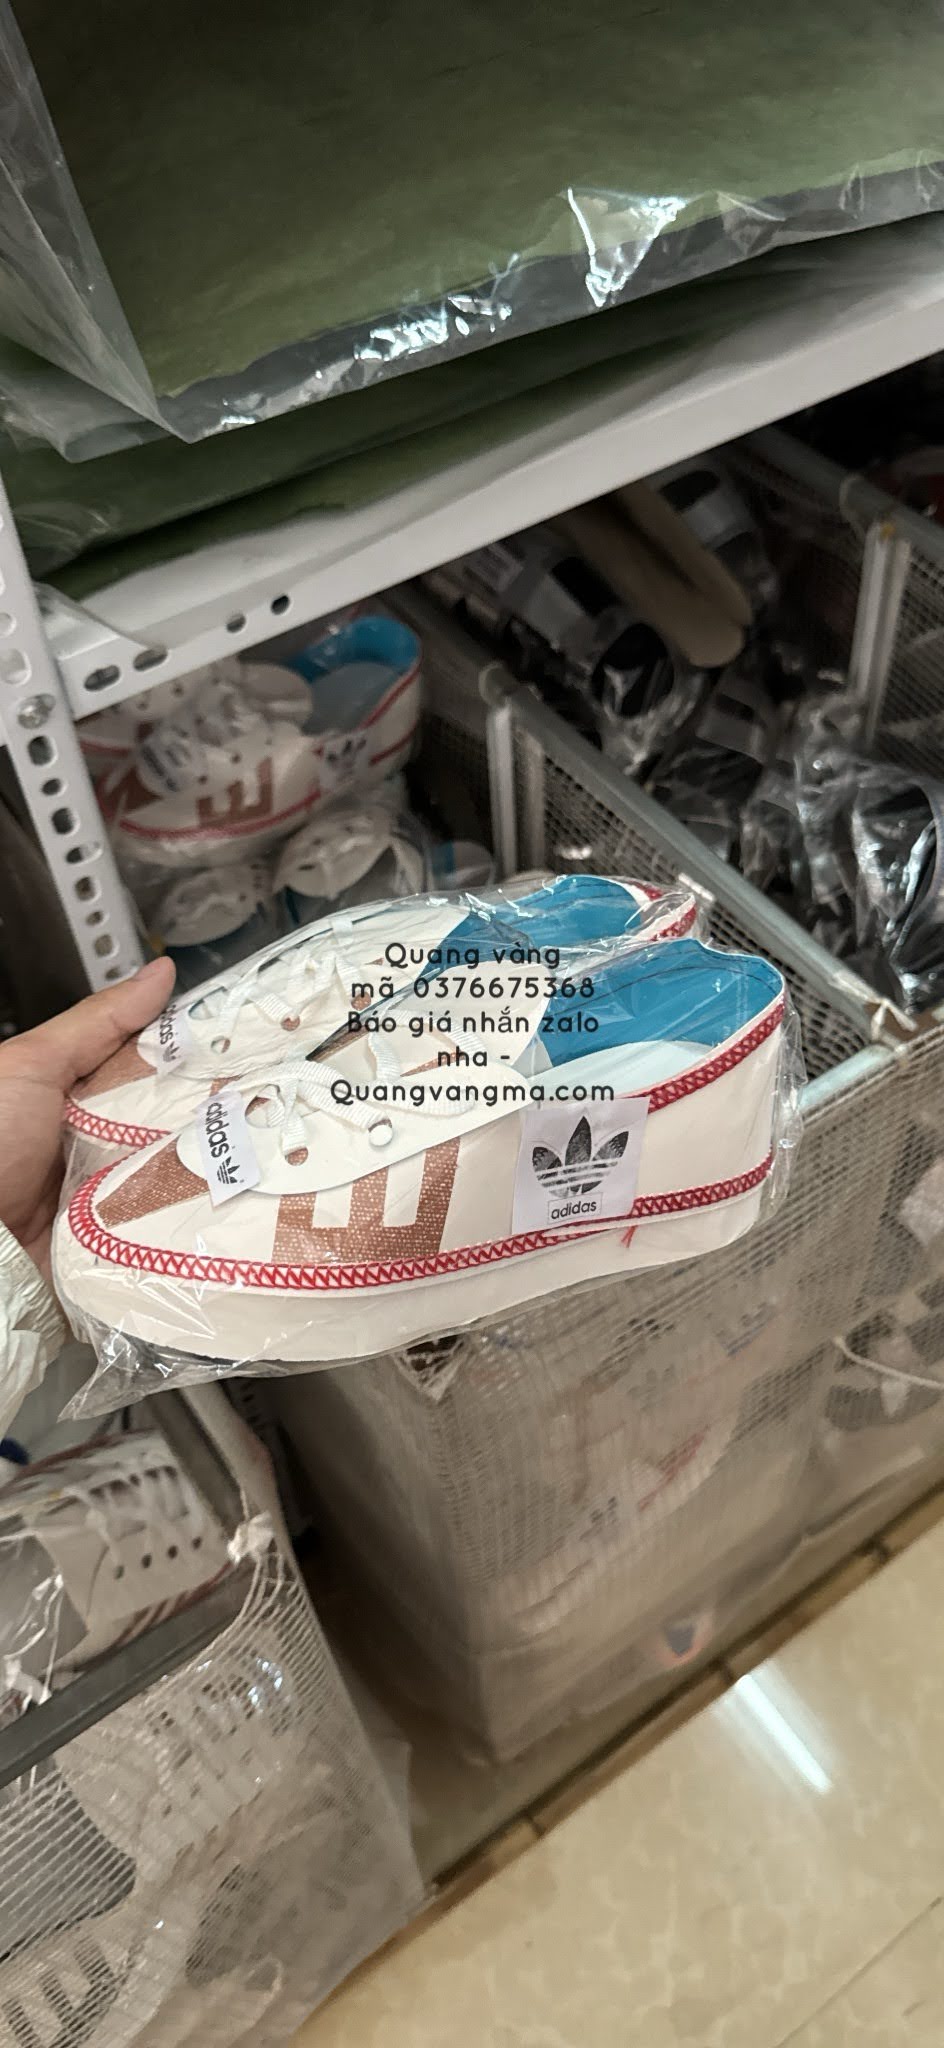 Quang vàng
mã 0376675368
Báo giá nhắn zalo
nha -
Quangvangma.com
adidas
adidas
adidas